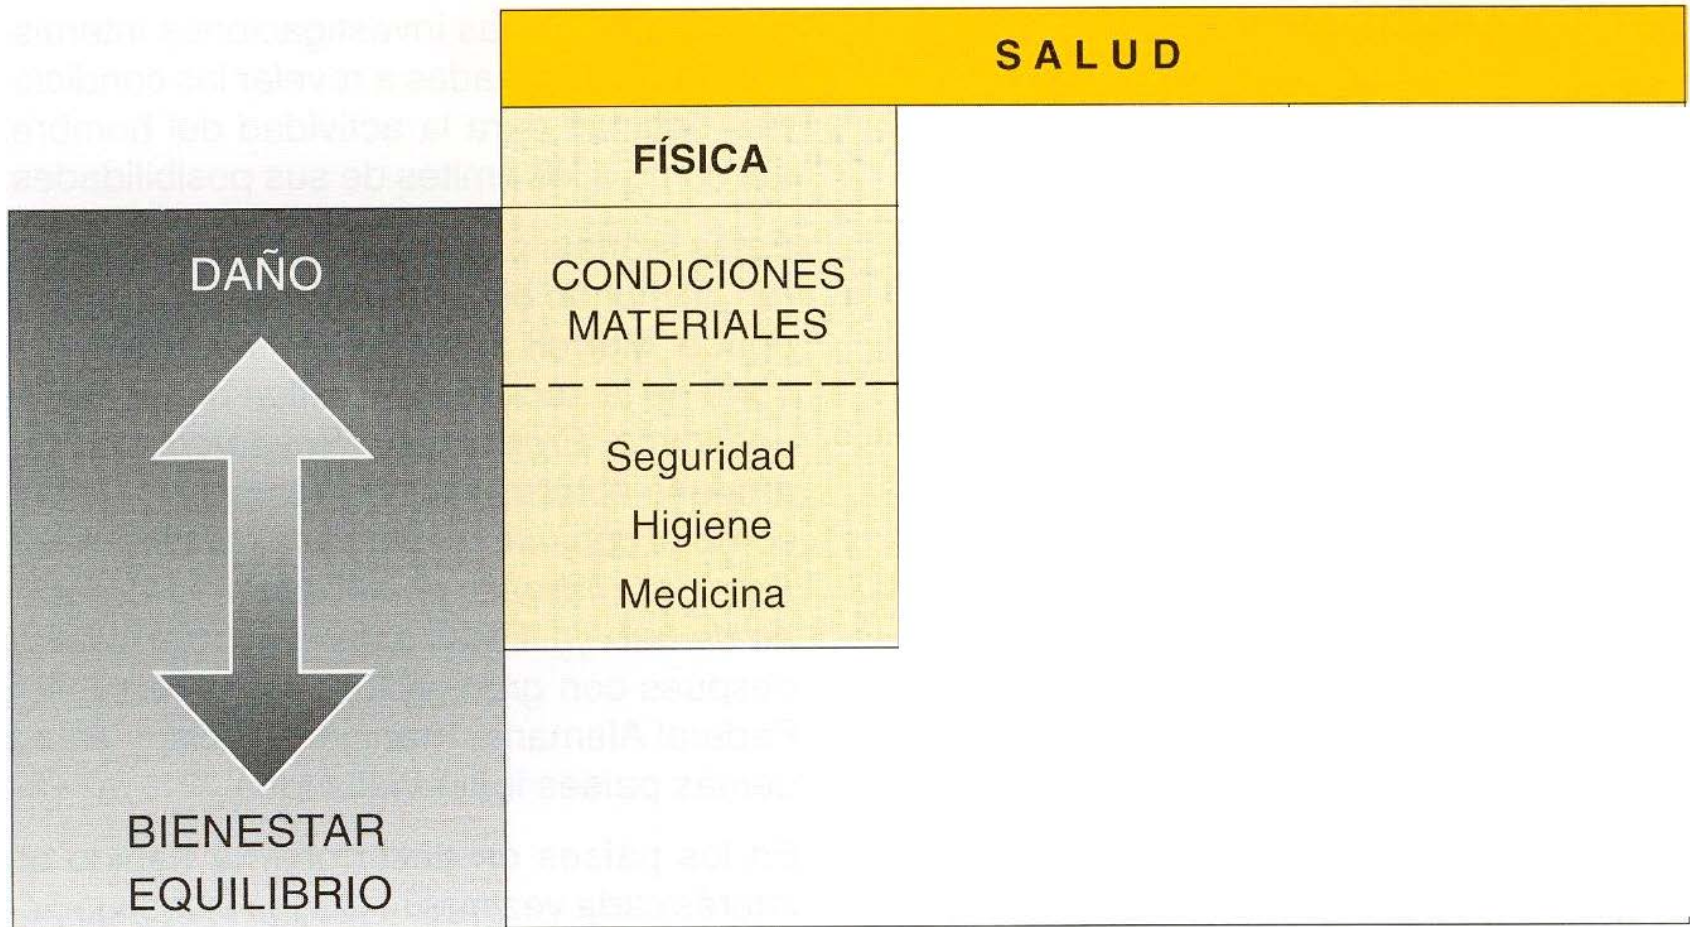 SALUD
FÍSICA
DAÑO
CONDICIONES
MATERIALES
Seguridad
Higiene
Medicina
BIENESTAR
EQUILIBRIO